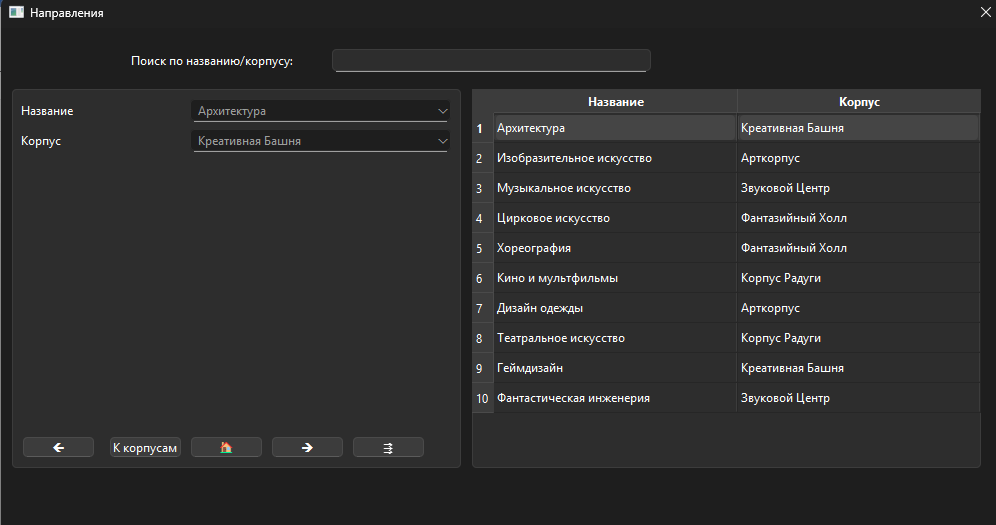 Направления
Поиск по названию/корпусу:
Название Архитектура
Корпус Креативная Башня
← К корпусам → ⇶
Название Корпус
1 Архитектура Креативная Башня
2 Изобразительное искусство Арткорпус
3 Музыкальное искусство Звуковой Центр
4 Цирковое искусство Фантазийный Холл
5 Хореография Фантазийный Холл
6 Кино и мультфильмы Корпус Радуги
7 Дизайн одежды Арткорпус
8 Театральное искусство Корпус Радуги
9 Геймдизайн Креативная Башня
10 Фантастическая инженерия Звуковой Центр